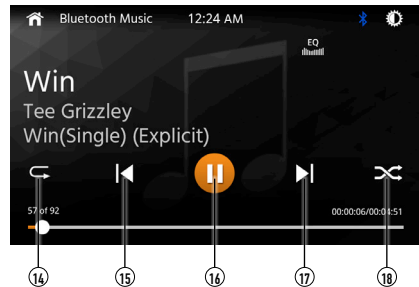 Bluetooth Music 12:24 AM
EQ
Win
Tee Grizzley
Win(Single) (Explicit)
57 of 92 00:00:06/00:04:51
14 15 16 17 18